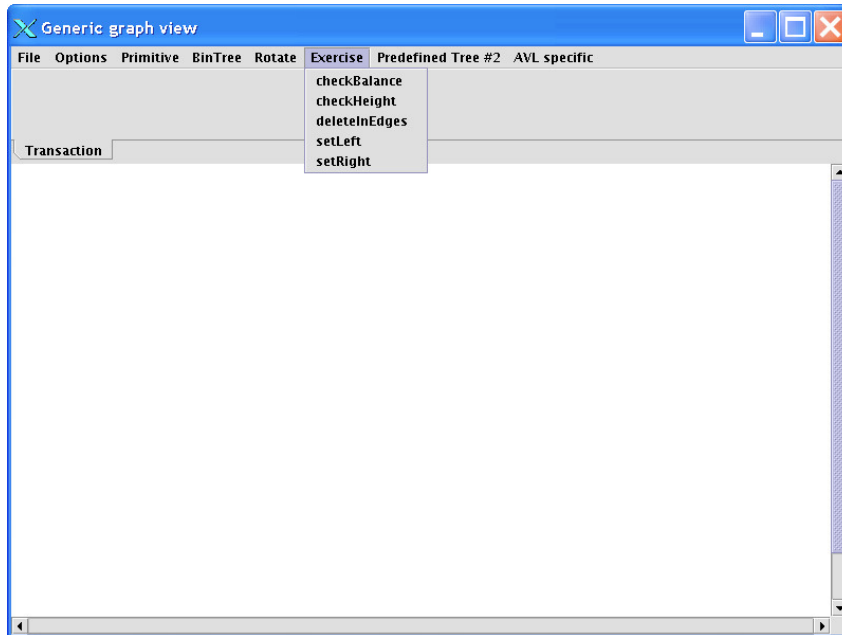 Generic graph view
File Options Primitive BinTree Rotate Exercise Predefined Tree #2 AVL specific
checkBalance
checkHeight
deleteInEdges
setLeft
setRight
Transaction